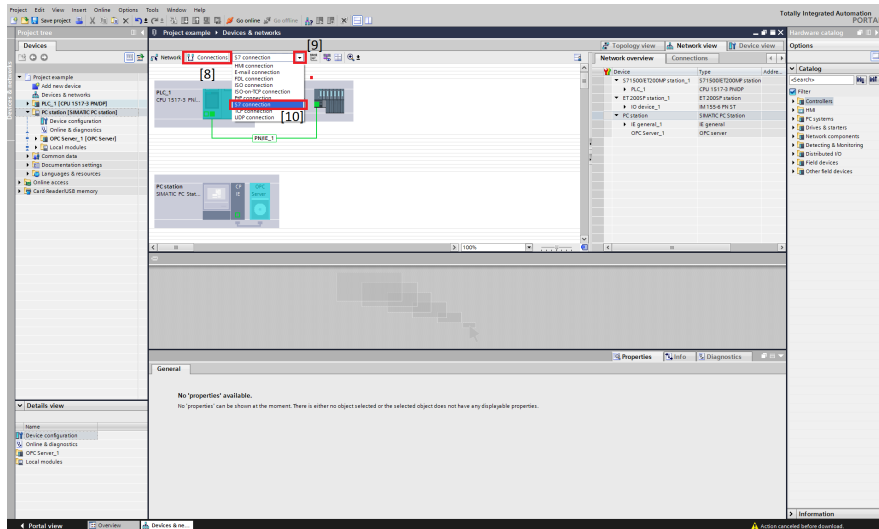 Project Edit View Insert Online Options Tools Window Help
Totally Integrated Automation
PORTAL
Save project
Go online
Go offline
Project tree
Project example ▸ Devices & networks
Hardware catalog
Devices
Topology view
Network view
Device view
Options
[9]
Network
Connections
S7 connection
Network overview
Connections
HMI connection
E-mail connection
FDL connection
ISO connection
ISO-on-TCP connection
S7 connection
UDP connection
[8]
[10]
Project example
Add new device
Devices & networks
PLC_1 [CPU 1517-3 PN/DP]
PC station [SIMATIC PC station]
Device configuration
Online & diagnostics
OPC Server_1 [OPC Server]
Local modules
Common data
Documentation settings
Languages & resources
Online access
Card Reader/USB memory
Devices & networks
PLC_1
CPU 1517-3 PN/...
PN/IE_1
PC station
SIMATIC PC Stat...
CP
IE
OPC
Server
100%
Device
Type
Addre...
S71500/ET200MP station_1
S71500/ET200MP station
PLC_1
CPU 1517-3 PN/DP
ET 200SP station_1
ET 200SP station
IO device_1
IM 155-6 PN ST
PC station
SIMATIC PC Station
IE general_1
IE general
OPC Server_1
OPC server
Catalog
<Search>
Filter
Controllers
HMI
PC systems
Drives & starters
Network components
Detecting & Monitoring
Distributed I/O
Field devices
Other field devices
Properties
Info
Diagnostics
General
No 'properties' available.
No 'properties' can be shown at the moment. There is either no object selected or the selected object does not have any displayable properties.
Details view
Name
Device configuration
Online & diagnostics
OPC Server_1
Local modules
Information
Portal view
Overview
Devices & ne...
Action canceled before download.